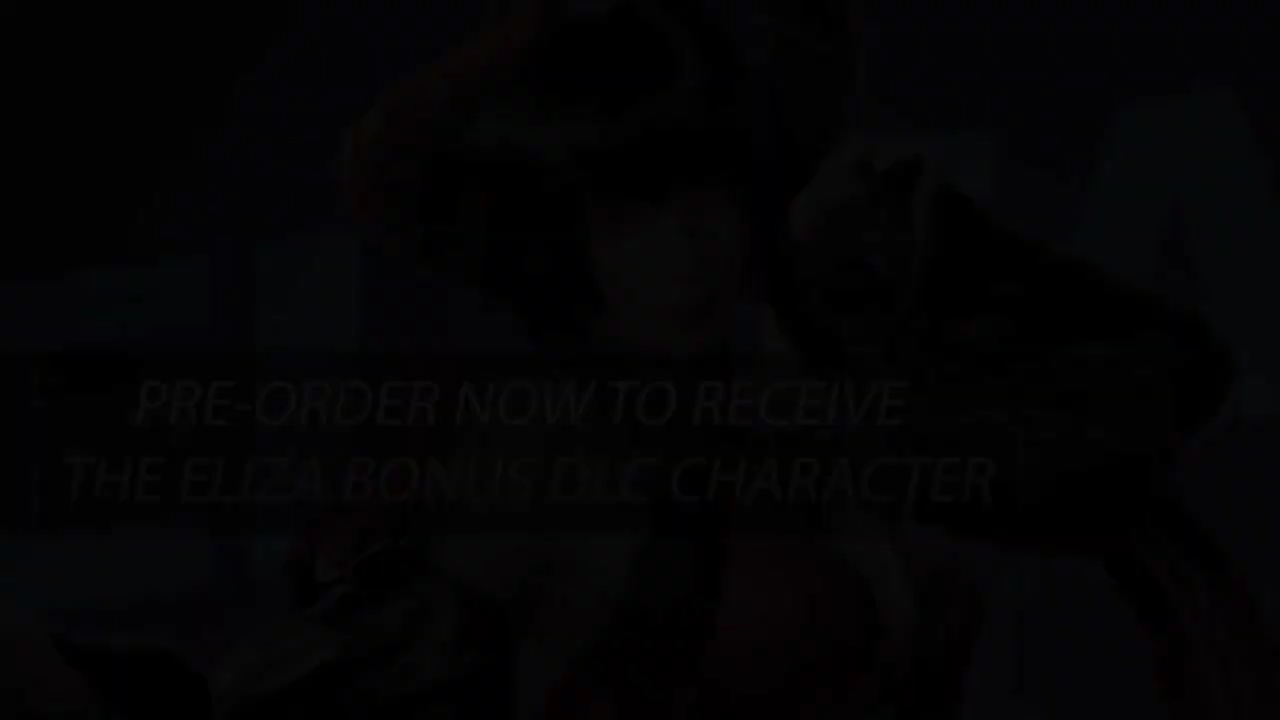 PRE-ORDER NOW TO RECEIVE
THE ELIZA BONUS DLC CHARACTER